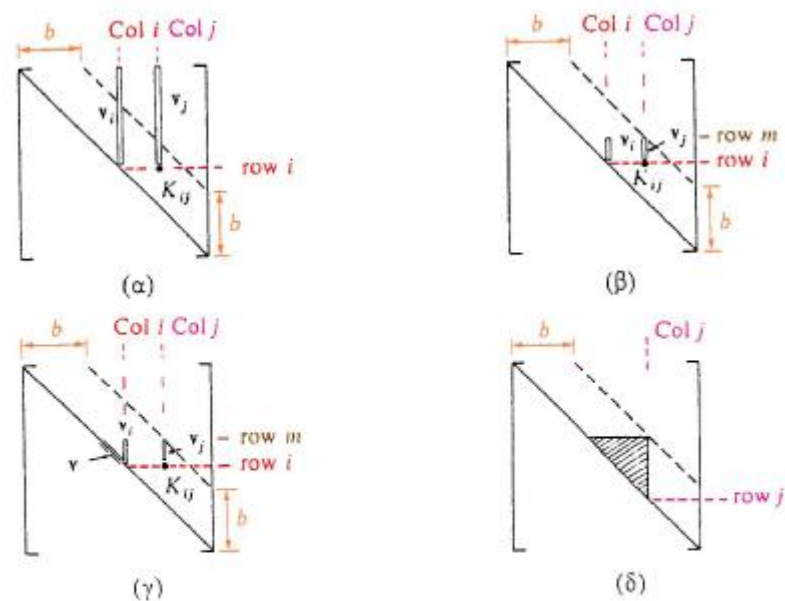 b Col i Col j
v_i v_j
row i
K_ij
b
(α)
b Col i Col j
v_i v_j row m
row i
K_ij
b
(β)
b Col i Col j
v_i v_j row m
v row i
K_ij
b
(γ)
b Col j
row j
(δ)